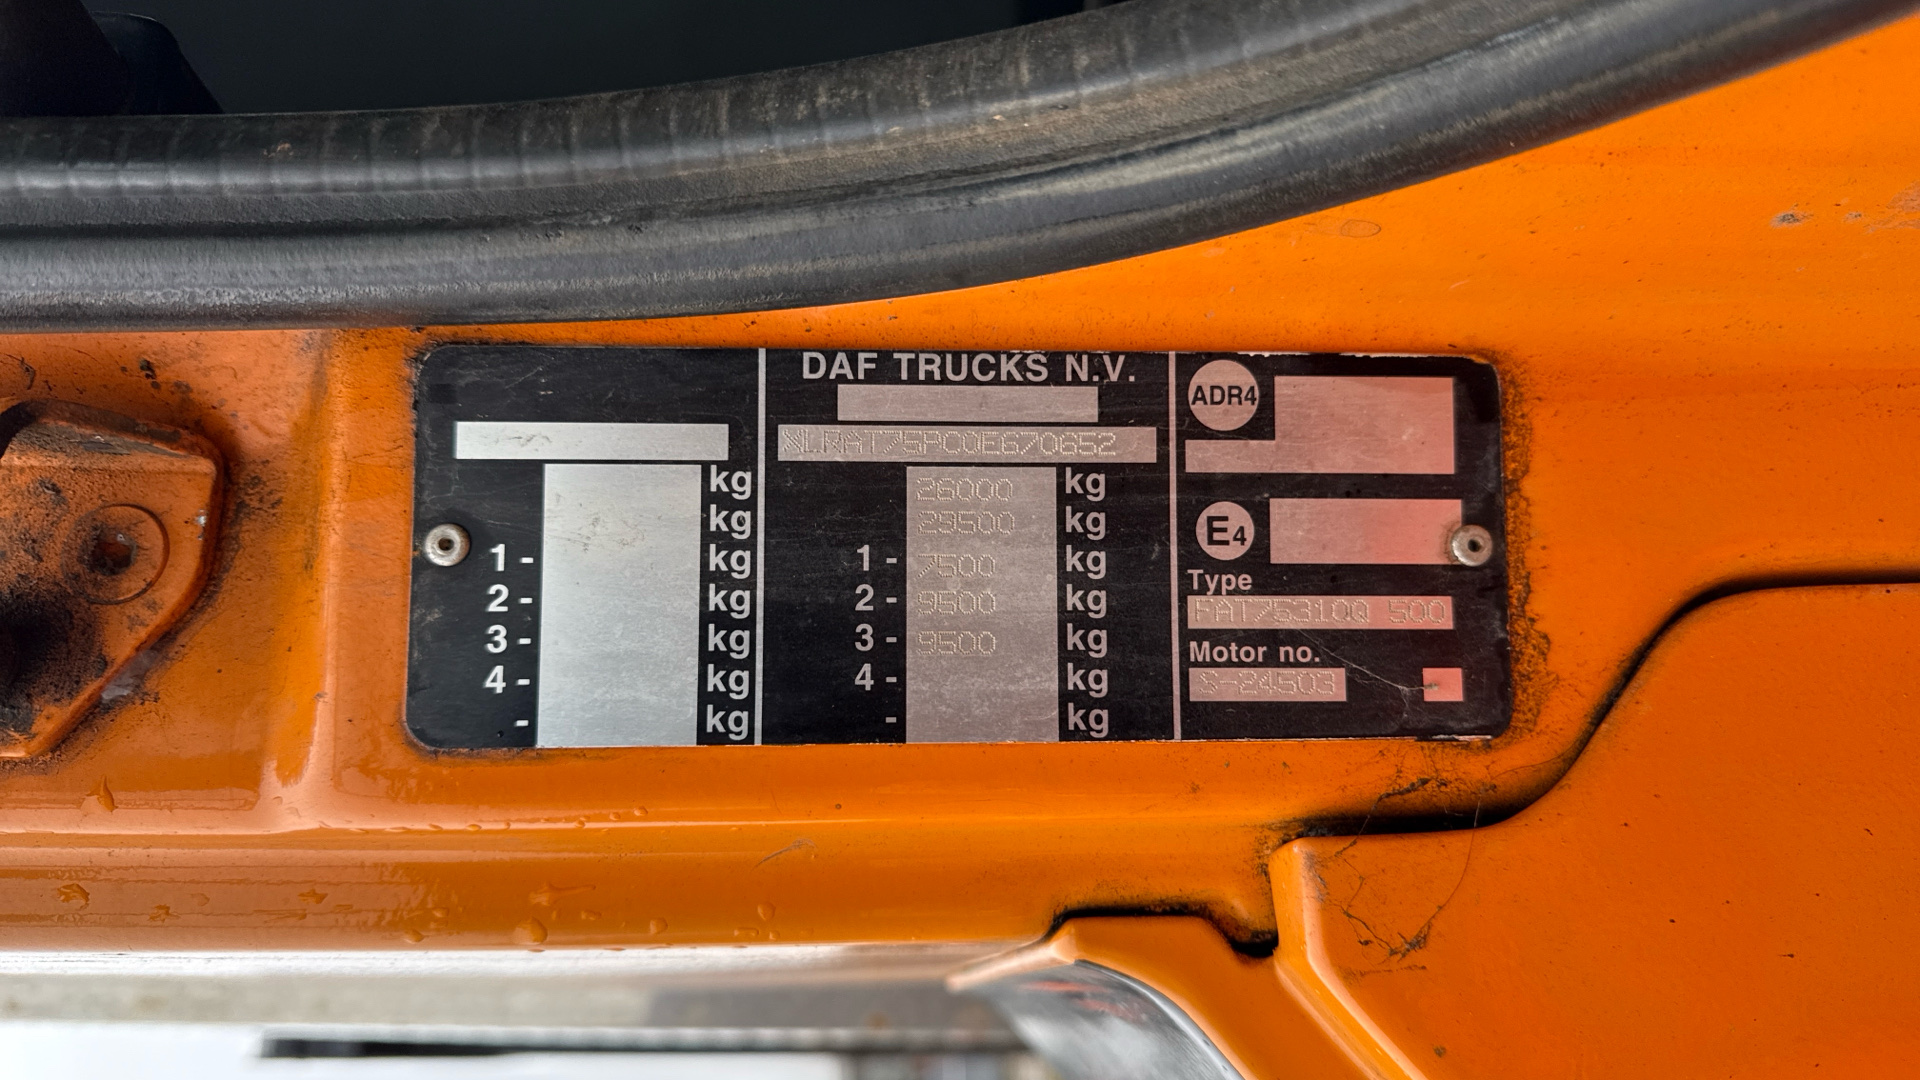 DAF TRUCKS N.V.
XLRAT75PC0E670652
kg
kg
1 - kg
2 - kg
3 - kg
4 - kg
- kg
26000 kg
29500 kg
1 - 7500 kg
2 - 9500 kg
3 - 9500 kg
4 - kg
- kg
ADR4
E4
Type
FAT75310Q 500
Motor no.
S-24503